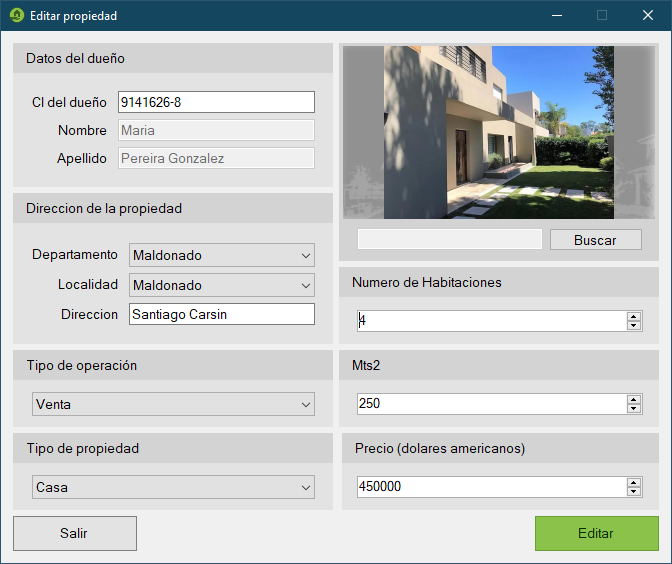 Editar propiedad
Datos del dueño
CI del dueño 9141626-8
Nombre Maria
Apellido Pereira Gonzalez
Direccion de la propiedad
Departamento Maldonado
Localidad Maldonado
Direccion Santiago Carsin
Tipo de operación
Venta
Tipo de propiedad
Casa
Salir
Buscar
Numero de Habitaciones
4
Mts2
250
Precio (dolares americanos)
450000
Editar